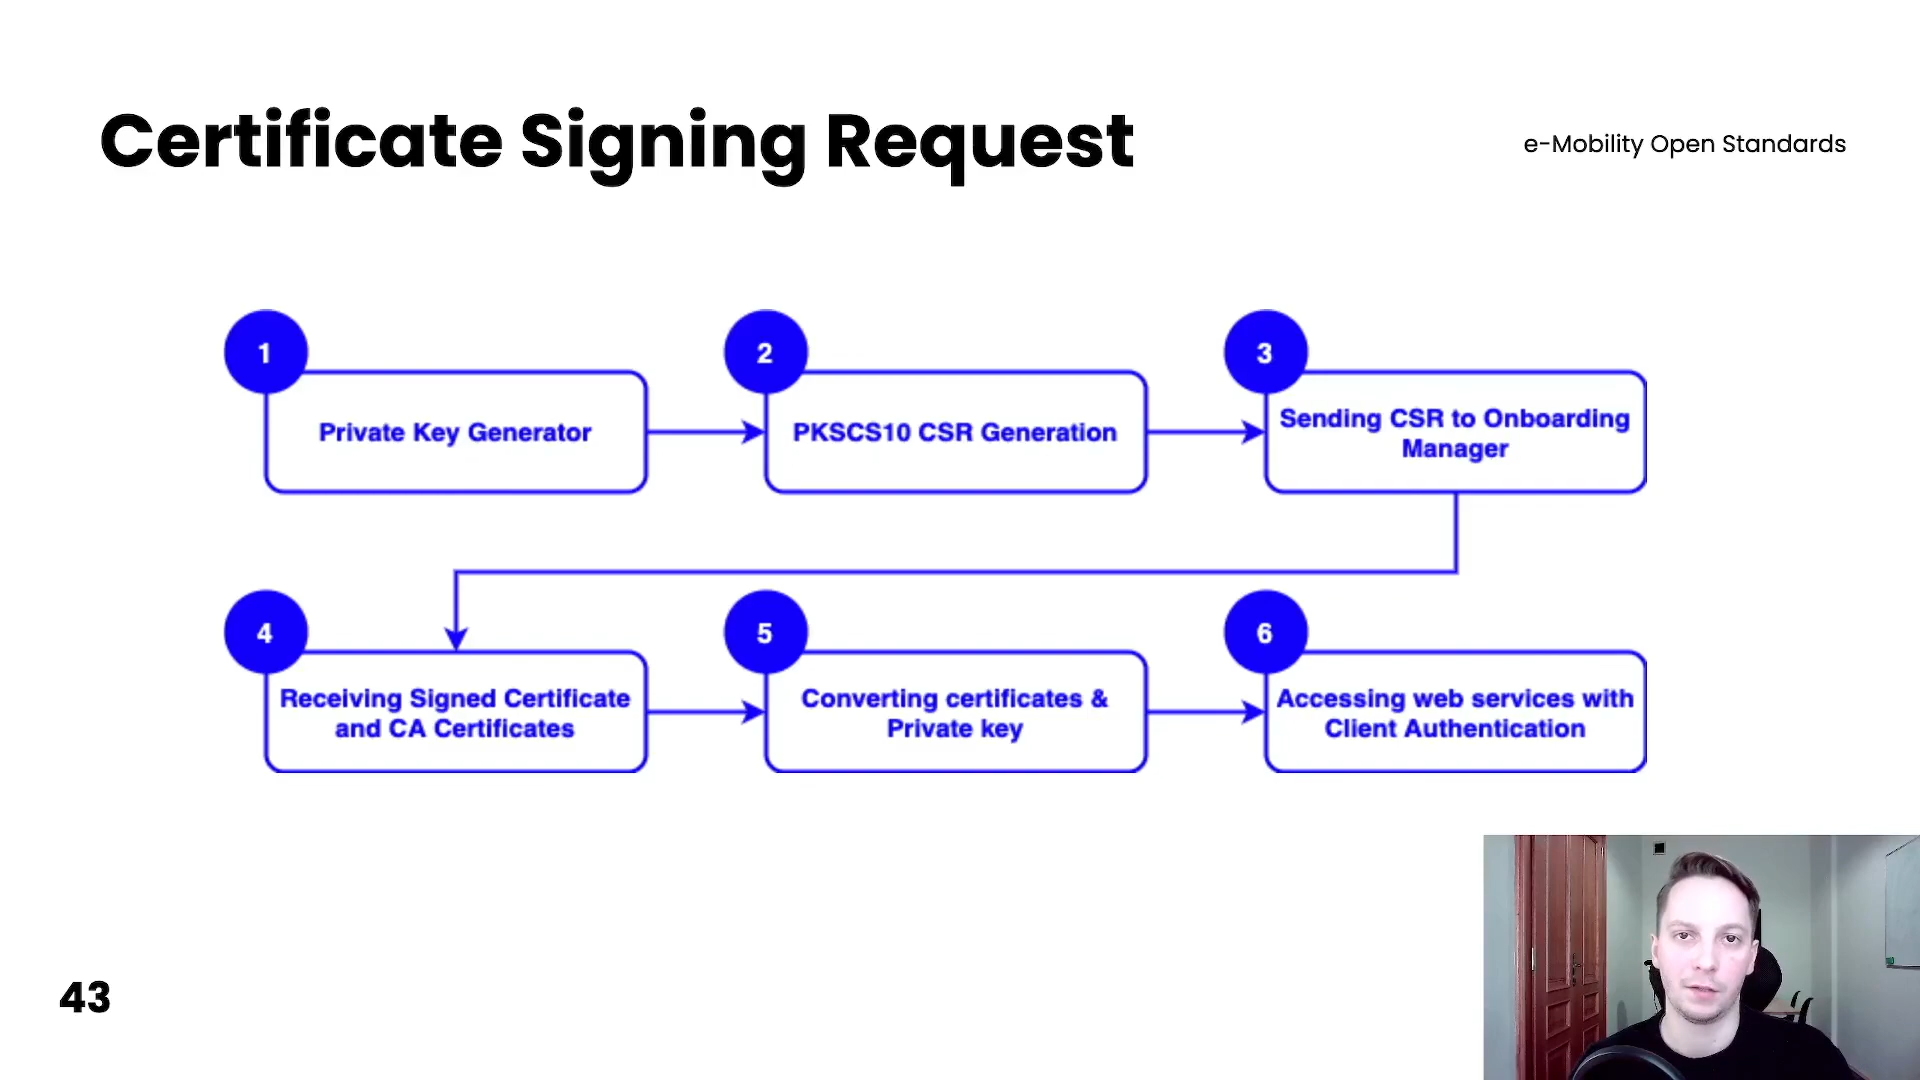 Certificate Signing Request
e-Mobility Open Standards
1
2
3
Private Key Generator
PKSCS10 CSR Generation
Sending CSR to Onboarding
Manager
4
5
6
Receiving Signed Certificate
and CA Certificates
Converting certificates &
Private key
Accessing web services with
Client Authentication
43